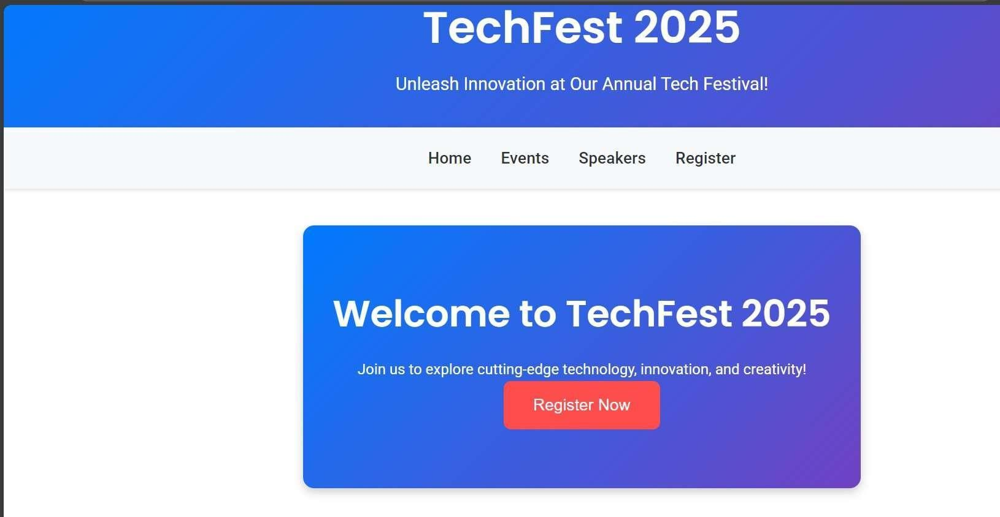 TechFest 2025
Unleash Innovation at Our Annual Tech Festival!
Home Events Speakers Register
Welcome to TechFest 2025
Join us to explore cutting-edge technology, innovation, and creativity!
Register Now